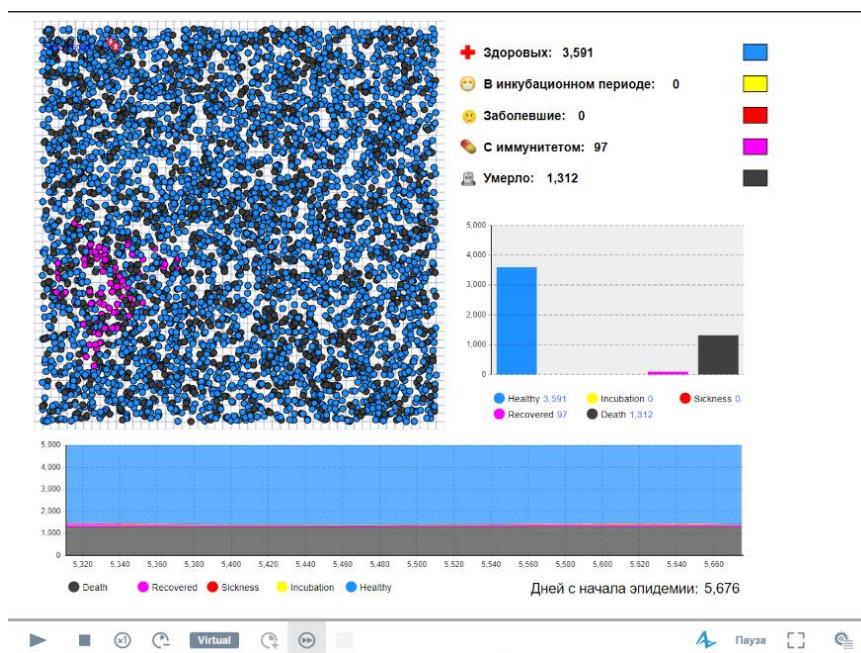 Здоровых: 3,591
В инкубационном периоде: 0
Заболевшие: 0
С иммунитетом: 97
Умерло: 1,312
5,000
4,000
3,000
2,000
1,000
0
Healthy 3,591 Incubation 0 Sickness 0
Recovered 97 Death 1,312
5,000
4,000
3,000
2,000
1,000
0
5,320 5,340 5,360 5,380 5,400 5,420 5,440 5,460 5,480 5,500 5,520 5,540 5,560 5,580 5,600 5,620 5,640 5,660
Death Recovered Sickness Incubation Healthy
Дней с начала эпидемии: 5,676
x1 Virtual Пауза